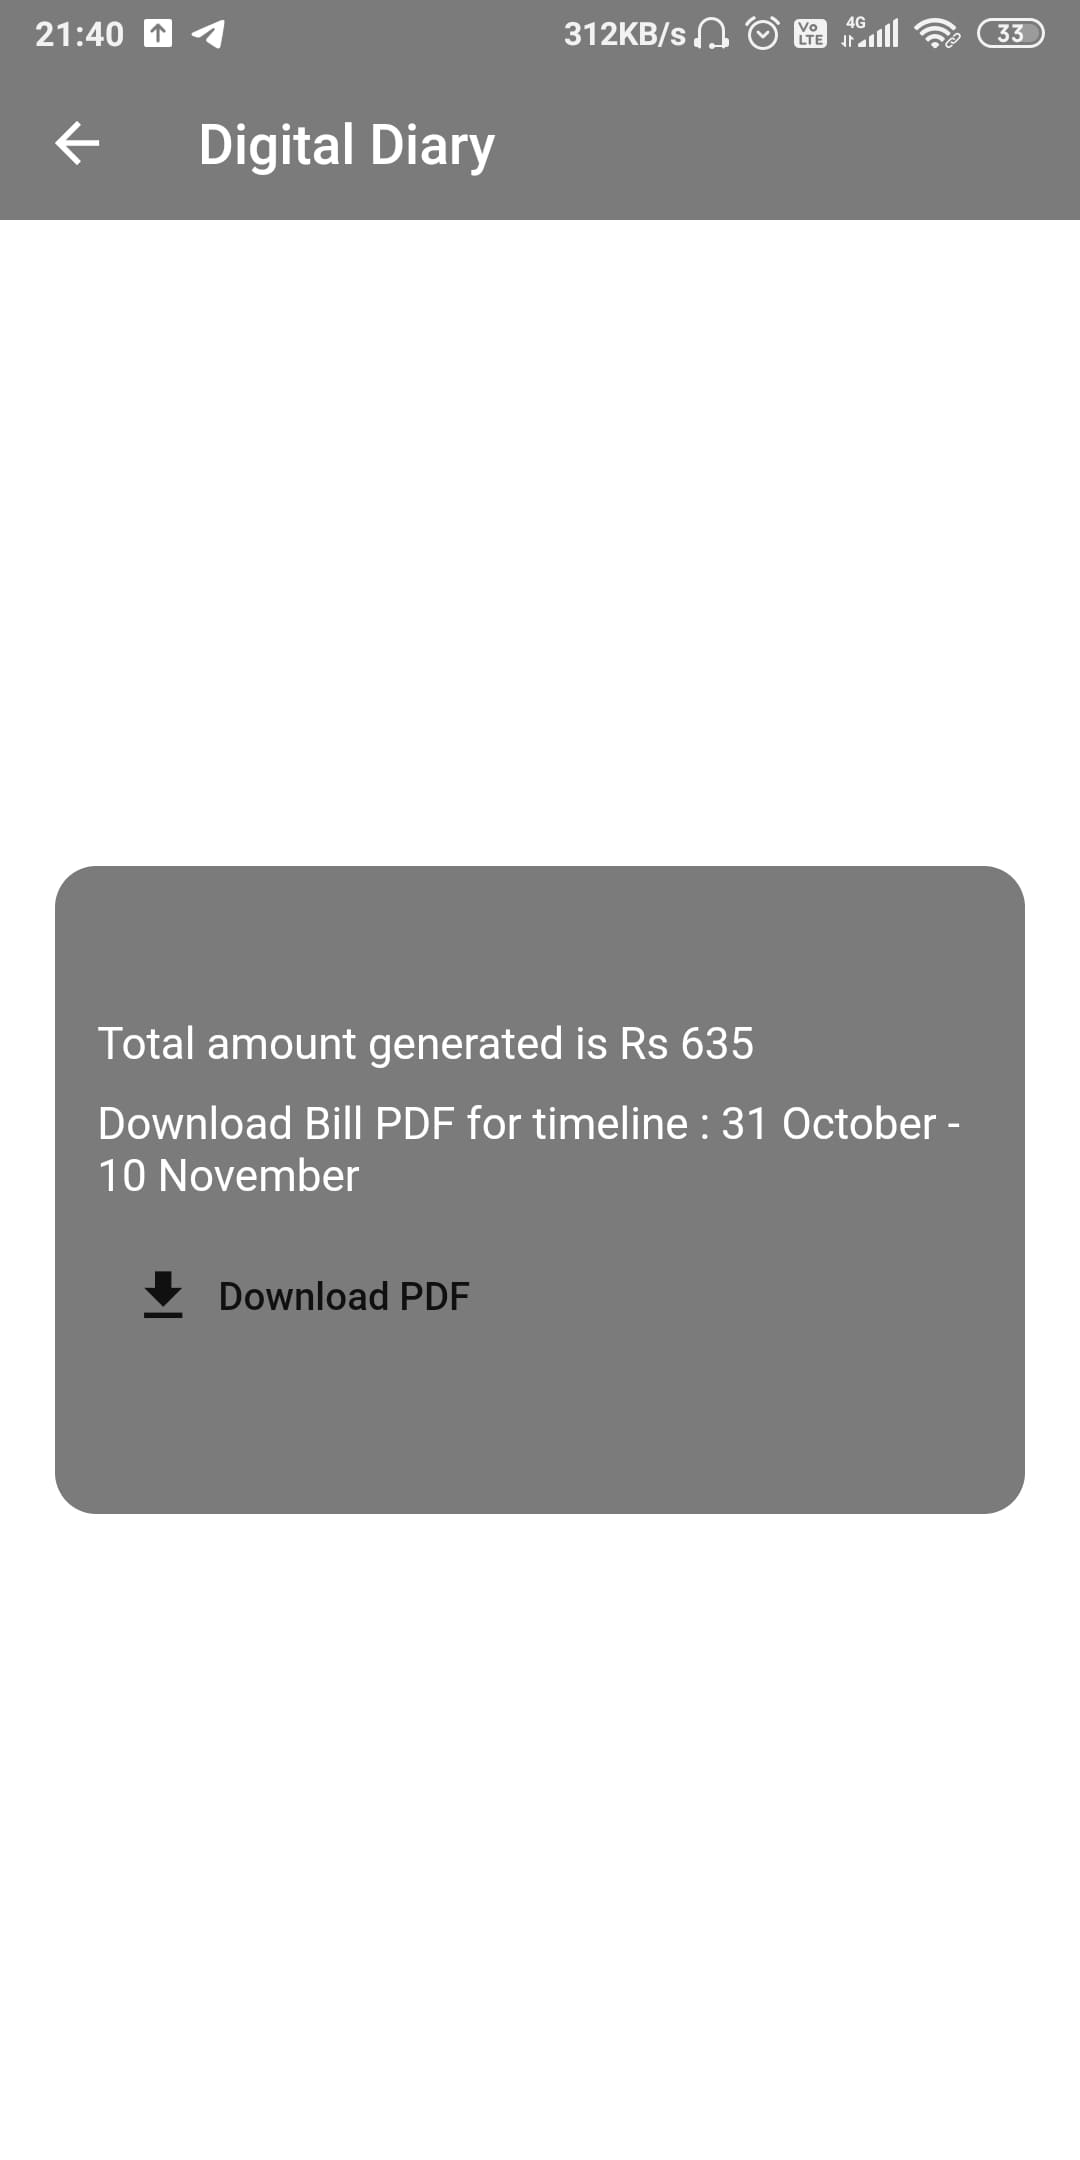 21:40 312KB/s Vo LTE 4G 33
Digital Diary
Total amount generated is Rs 635
Download Bill PDF for timeline : 31 October -
10 November
Download PDF